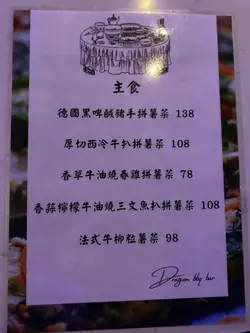 主食
德國黑啤鹹豬手拼薯菜 138
厚切西冷牛扒拼薯菜 108
香草牛油燒春雞拼薯菜 78
香蒜檸檬牛油燒三文魚扒拼薯菜 108
法式牛柳粒薯菜 98
Dragon bby bar